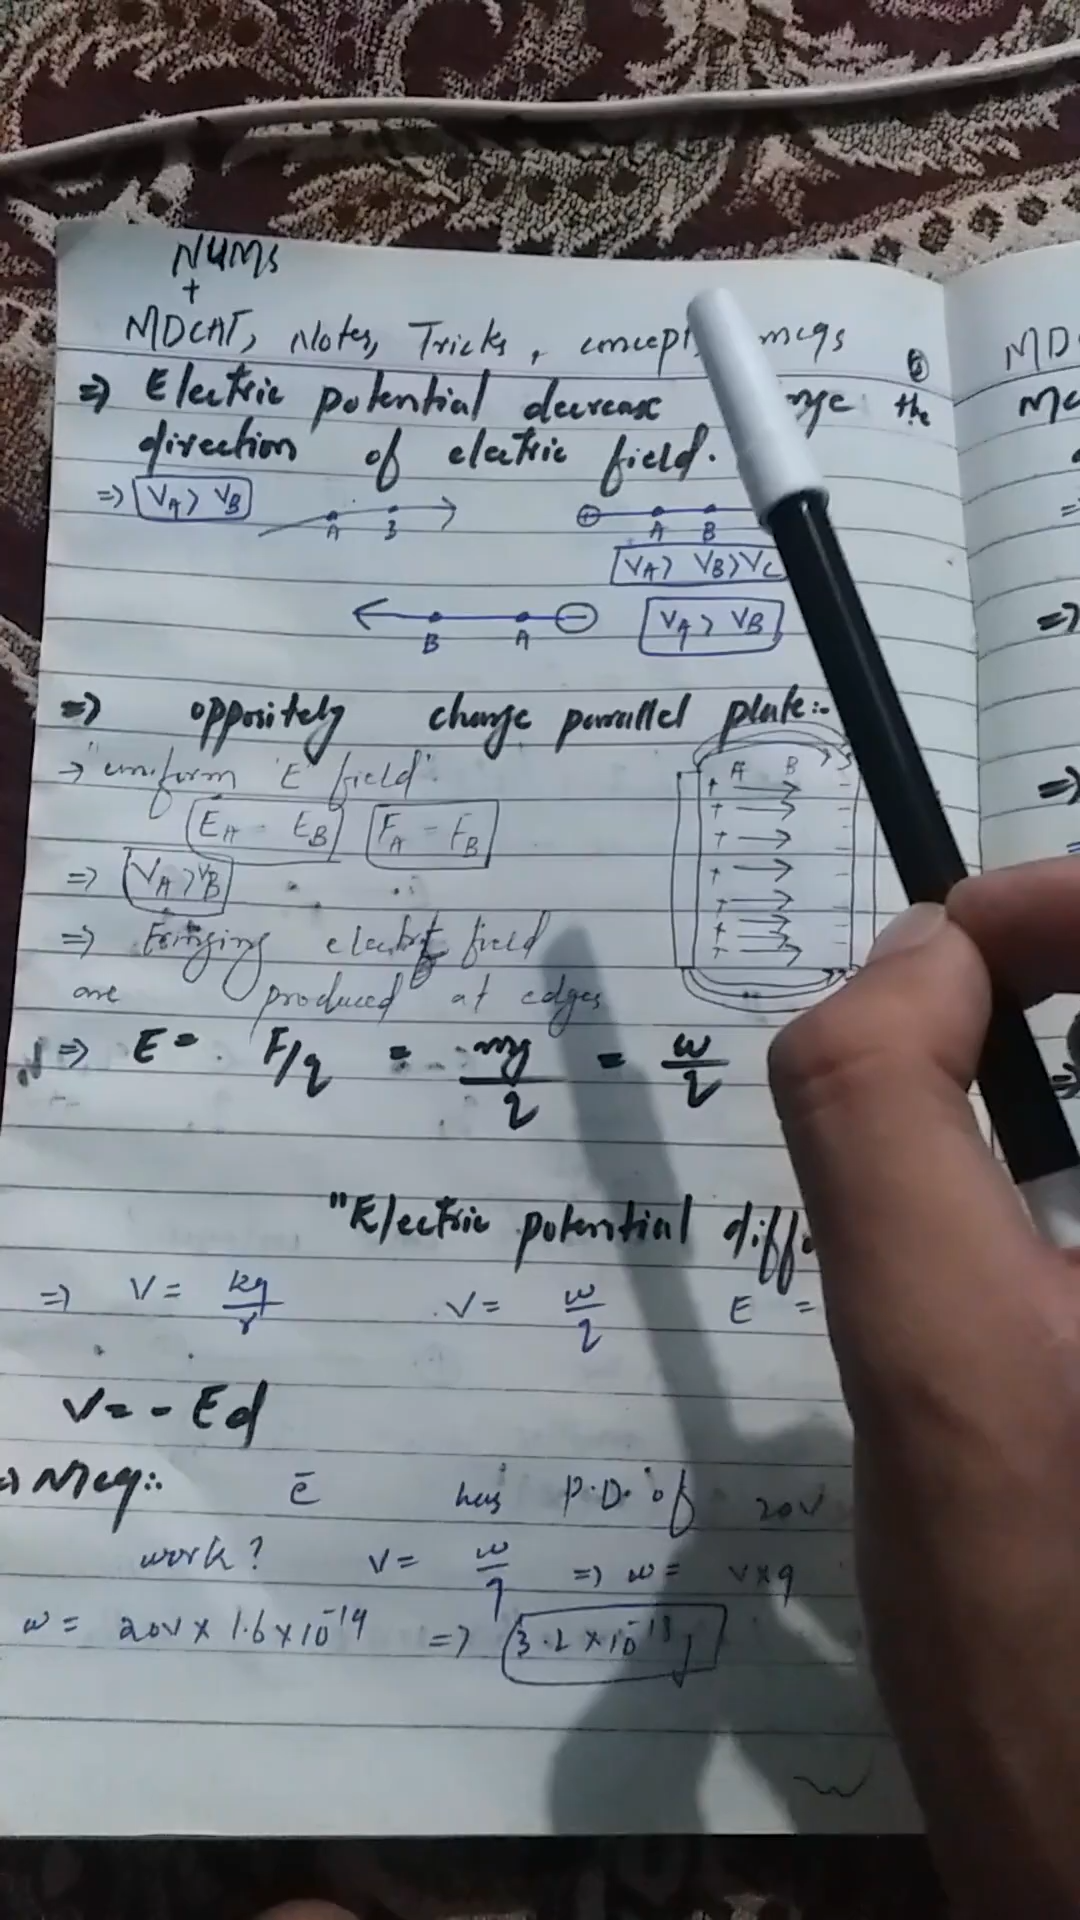 NUMS
+
MDCAT, Notes, Tricks, mcqs
⇒ Electric potential decrease the
direction of electric field.
⇒ VA > VB
A B
A B
VA > VB > VC
B A −
VA > VB
⇒ oppositely charge parallel plate:-
→ "uniform 'E' field"
A B
EA = EB FA = FB
⇒ VA > VB
⇒ Fringing electric field
are produced at edges
⇒ E = F/q = mg/q = w/q
"Electric potential
⇒ V = kq/r V = w/q E =
V = - Ed
⇒ Mcq:- ē has P.D. of 20V
work? V = w/q ⇒ w = V×q
w = 20V × 1.6×10⁻¹⁹ ⇒ 3.2×10⁻¹⁸J
MD